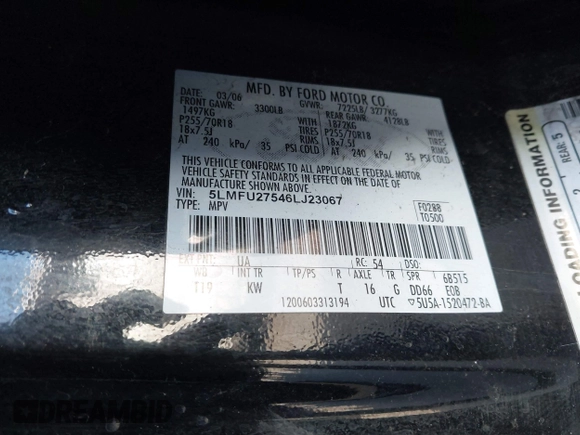 MFD. BY FORD MOTOR CO.
DATE: 03/06 GVWR: 7225LB/ 3277KG
FRONT GAWR: 3300LB REAR GAWR: 4128LB
1497KG 1872KG
P255/70R18 TIRES P255/70R18 TIRES
18x7.5J RIMS 18x7.5J RIMS
AT 240 kPa/ 35 PSI COLD AT 240 kPa/ 35 PSI COLD
THIS VEHICLE CONFORMS TO ALL APPLICABLE FEDERAL MOTOR
VEHICLE SAFETY STANDARDS IN EFFECT ON THE DATE OF
MANUFACTURE SHOWN ABOVE.
VIN: 5LMFU27546LJ23067
TYPE: MPV
F0288
T0500
EXT PNT: UA RC: 54 DSO:
WB INT TR TP/PS R AXLE TR SPR 6B515
119 KW T 16 G DD66 E0B
1200603313194 UTC ▽5U5A-1520472-BA
LOADING INFORMATION
REAR: 5
DREAMBID